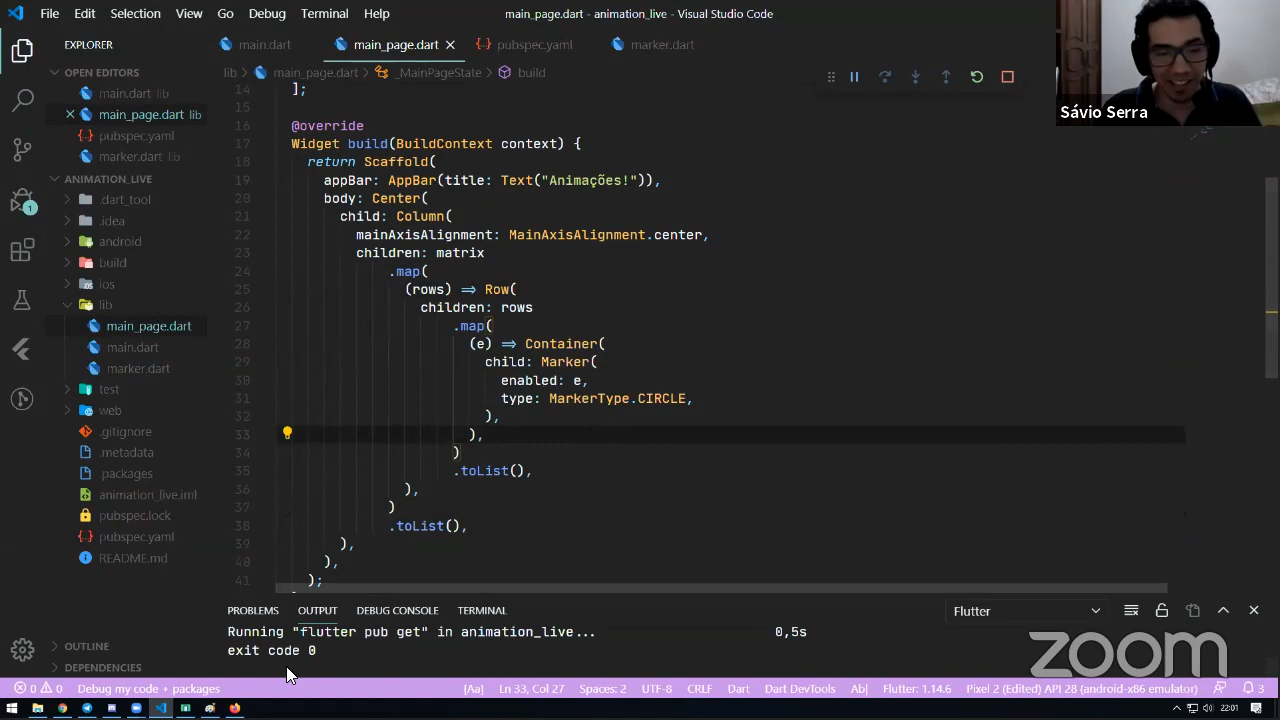 File Edit Selection View Go Debug Terminal Help
main_page.dart - animation_live - Visual Studio Code
EXPLORER
OPEN EDITORS
main.dart lib
main_page.dart lib
pubspec.yaml
marker.dart lib
ANIMATION_LIVE
.dart_tool
.idea
android
build
ios
lib
main_page.dart
main.dart
marker.dart
test
web
.gitignore
.metadata
.packages
animation_live.iml
pubspec.lock
pubspec.yaml
README.md
OUTLINE
DEPENDENCIES
main.dart main_page.dart pubspec.yaml marker.dart
lib main_page.dart _MainPageState build
14 ];
15
16 @override
17 Widget build(BuildContext context) {
18 return Scaffold(
19 appBar: AppBar(title: Text("Animações!")),
20 body: Center(
21 child: Column(
22 mainAxisAlignment: MainAxisAlignment.center,
23 children: matrix
24 .map(
25 (rows) => Row(
26 children: rows
27 .map(
28 (e) => Container(
29 child: Marker(
30 enabled: e,
31 type: MarkerType.CIRCLE,
32 ),
33 ),
34 )
35 .toList(),
36 ),
37 )
38 .toList(),
39 ),
40 ),
41 );
Sávio Serra
PROBLEMS OUTPUT DEBUG CONSOLE TERMINAL
Flutter
Running "flutter pub get" in animation_live... 0,5s
exit code 0
zoom
0 0 Debug my code + packages
[Aa] Ln 33, Col 27 Spaces: 2 UTF-8 CRLF Dart Dart DevTools Ab| Flutter: 1.14.6 Pixel 2 (Edited) API 28 (android-x86 emulator) 3
22:01